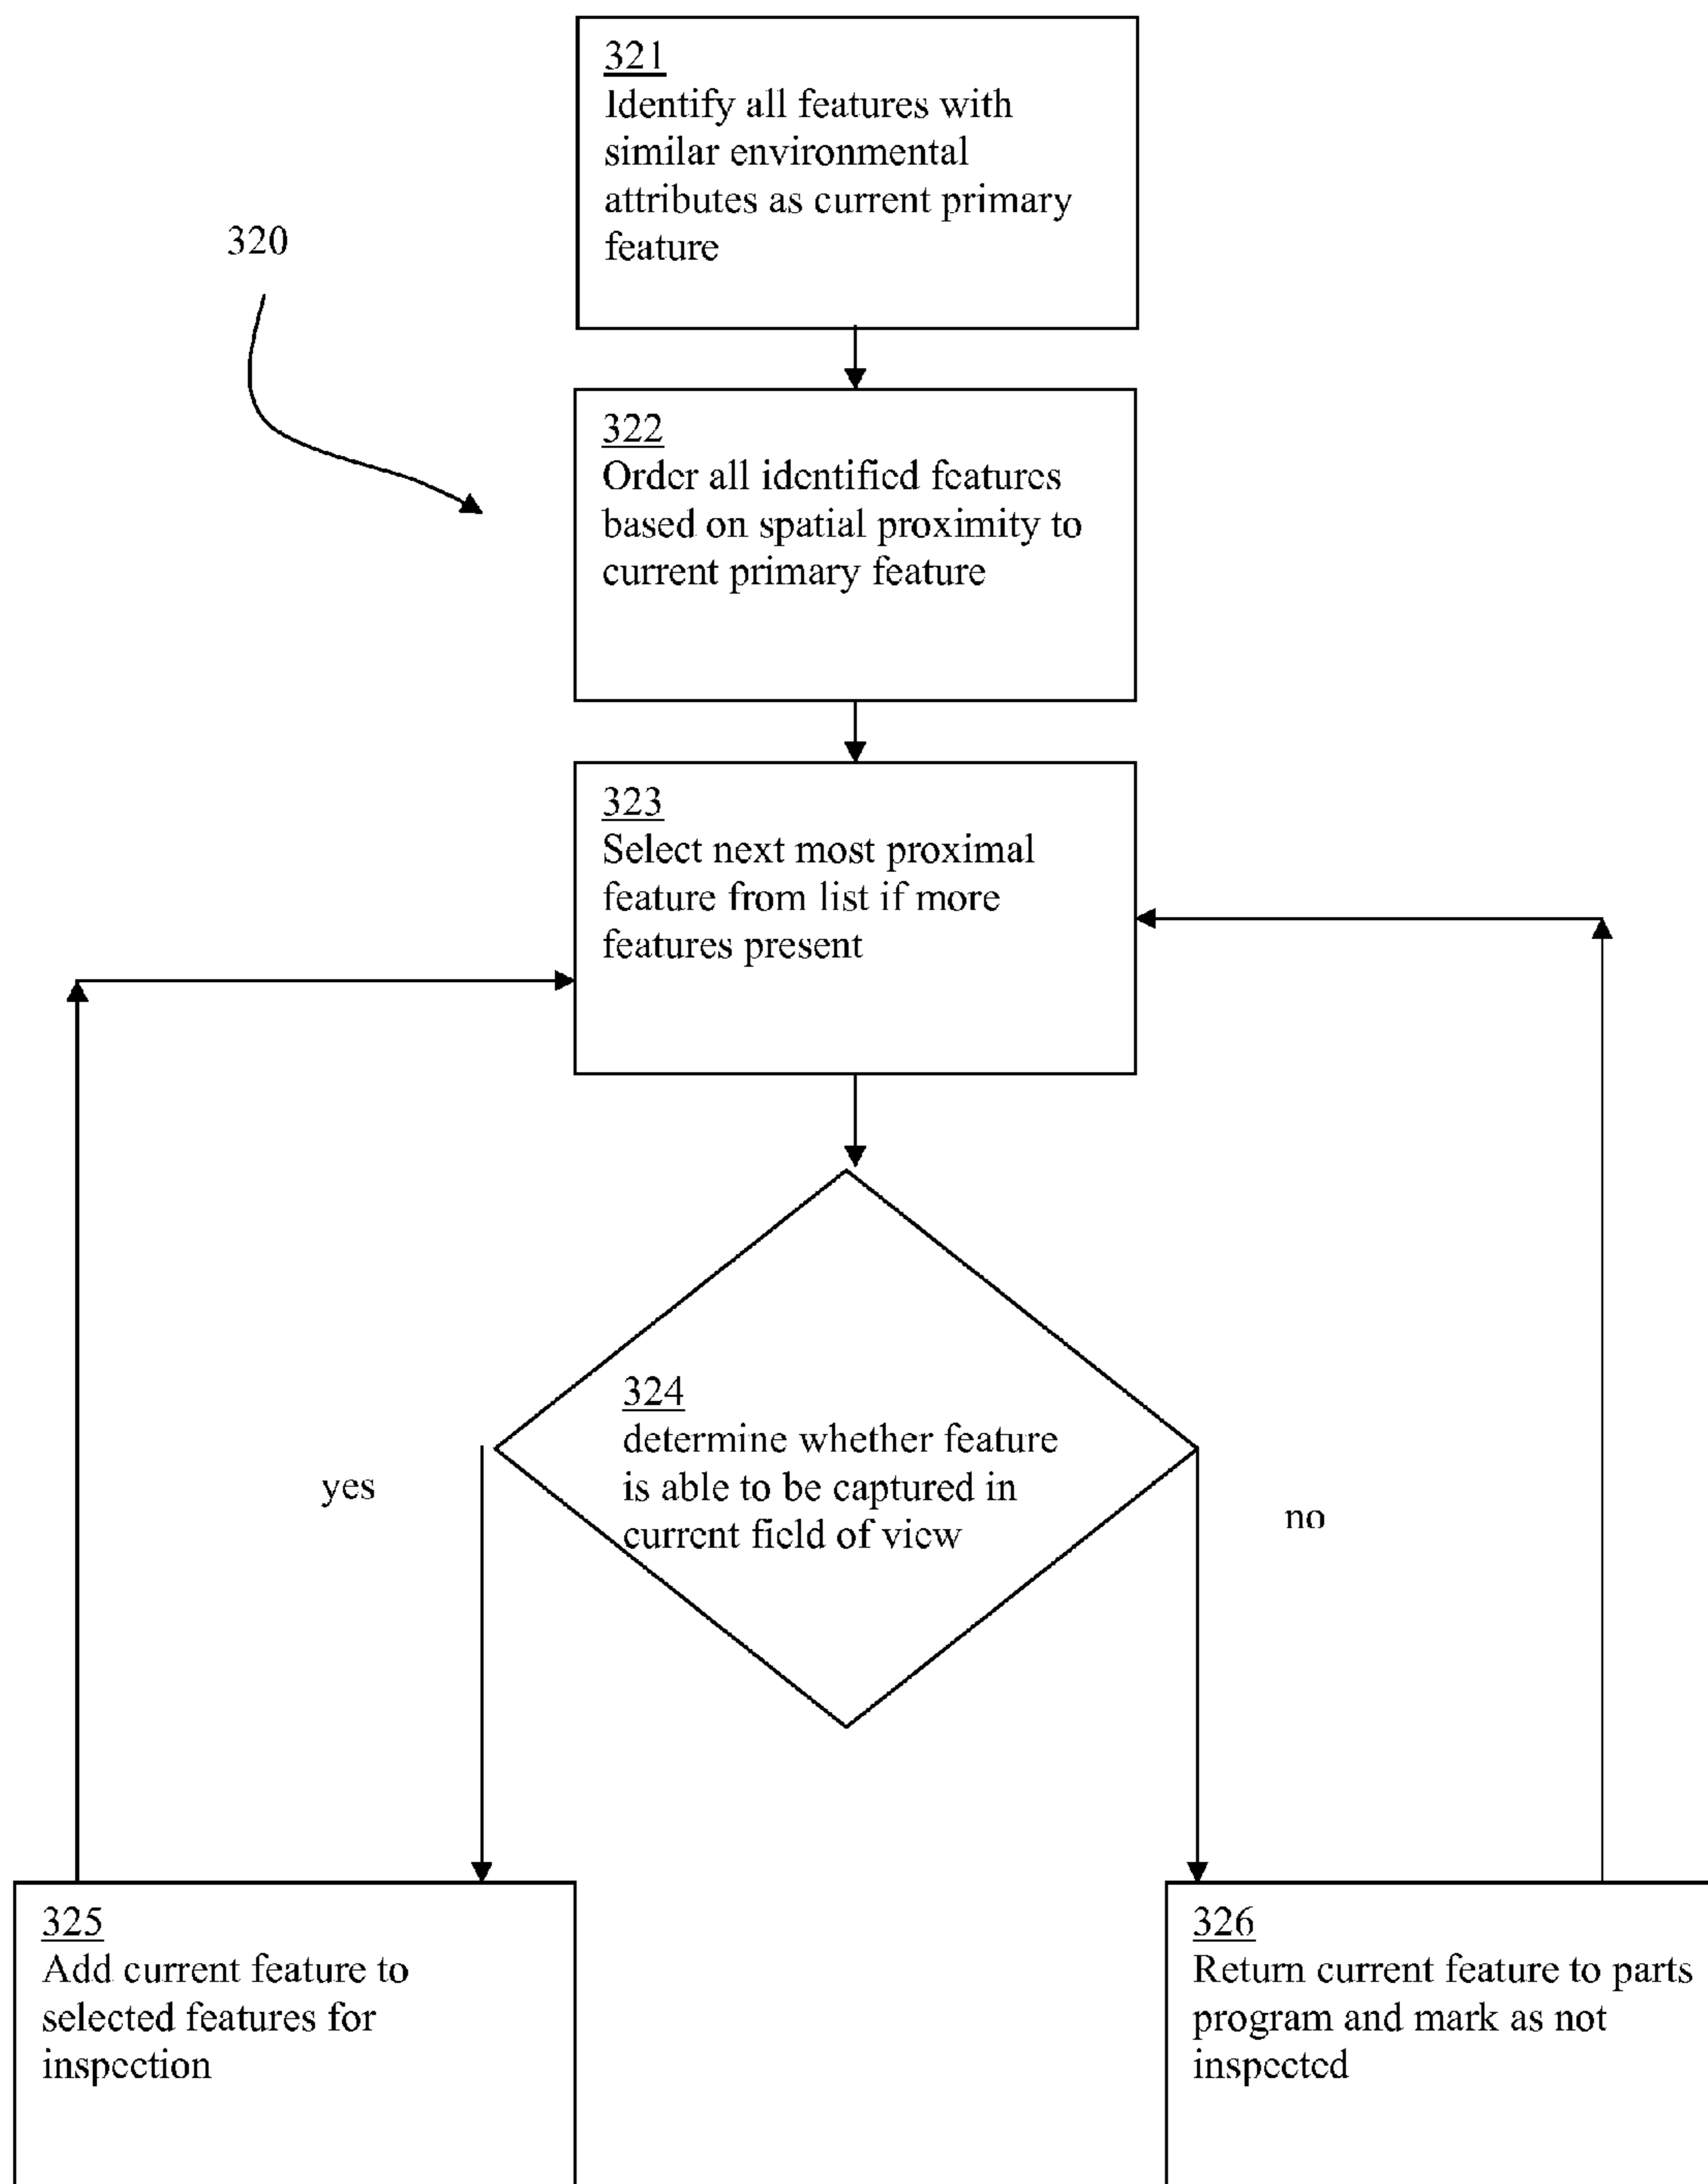 321
Identify all features with
similar environmental
attributes as current primary
feature
320
322
Order all identified features
based on spatial proximity to
current primary feature
323
Select next most proximal
feature from list if more
features present
324
determine whether feature
is able to be captured in
current field of view
yes
no
325
Add current feature to
selected features for
inspection
326
Return current feature to parts
program and mark as not
inspected